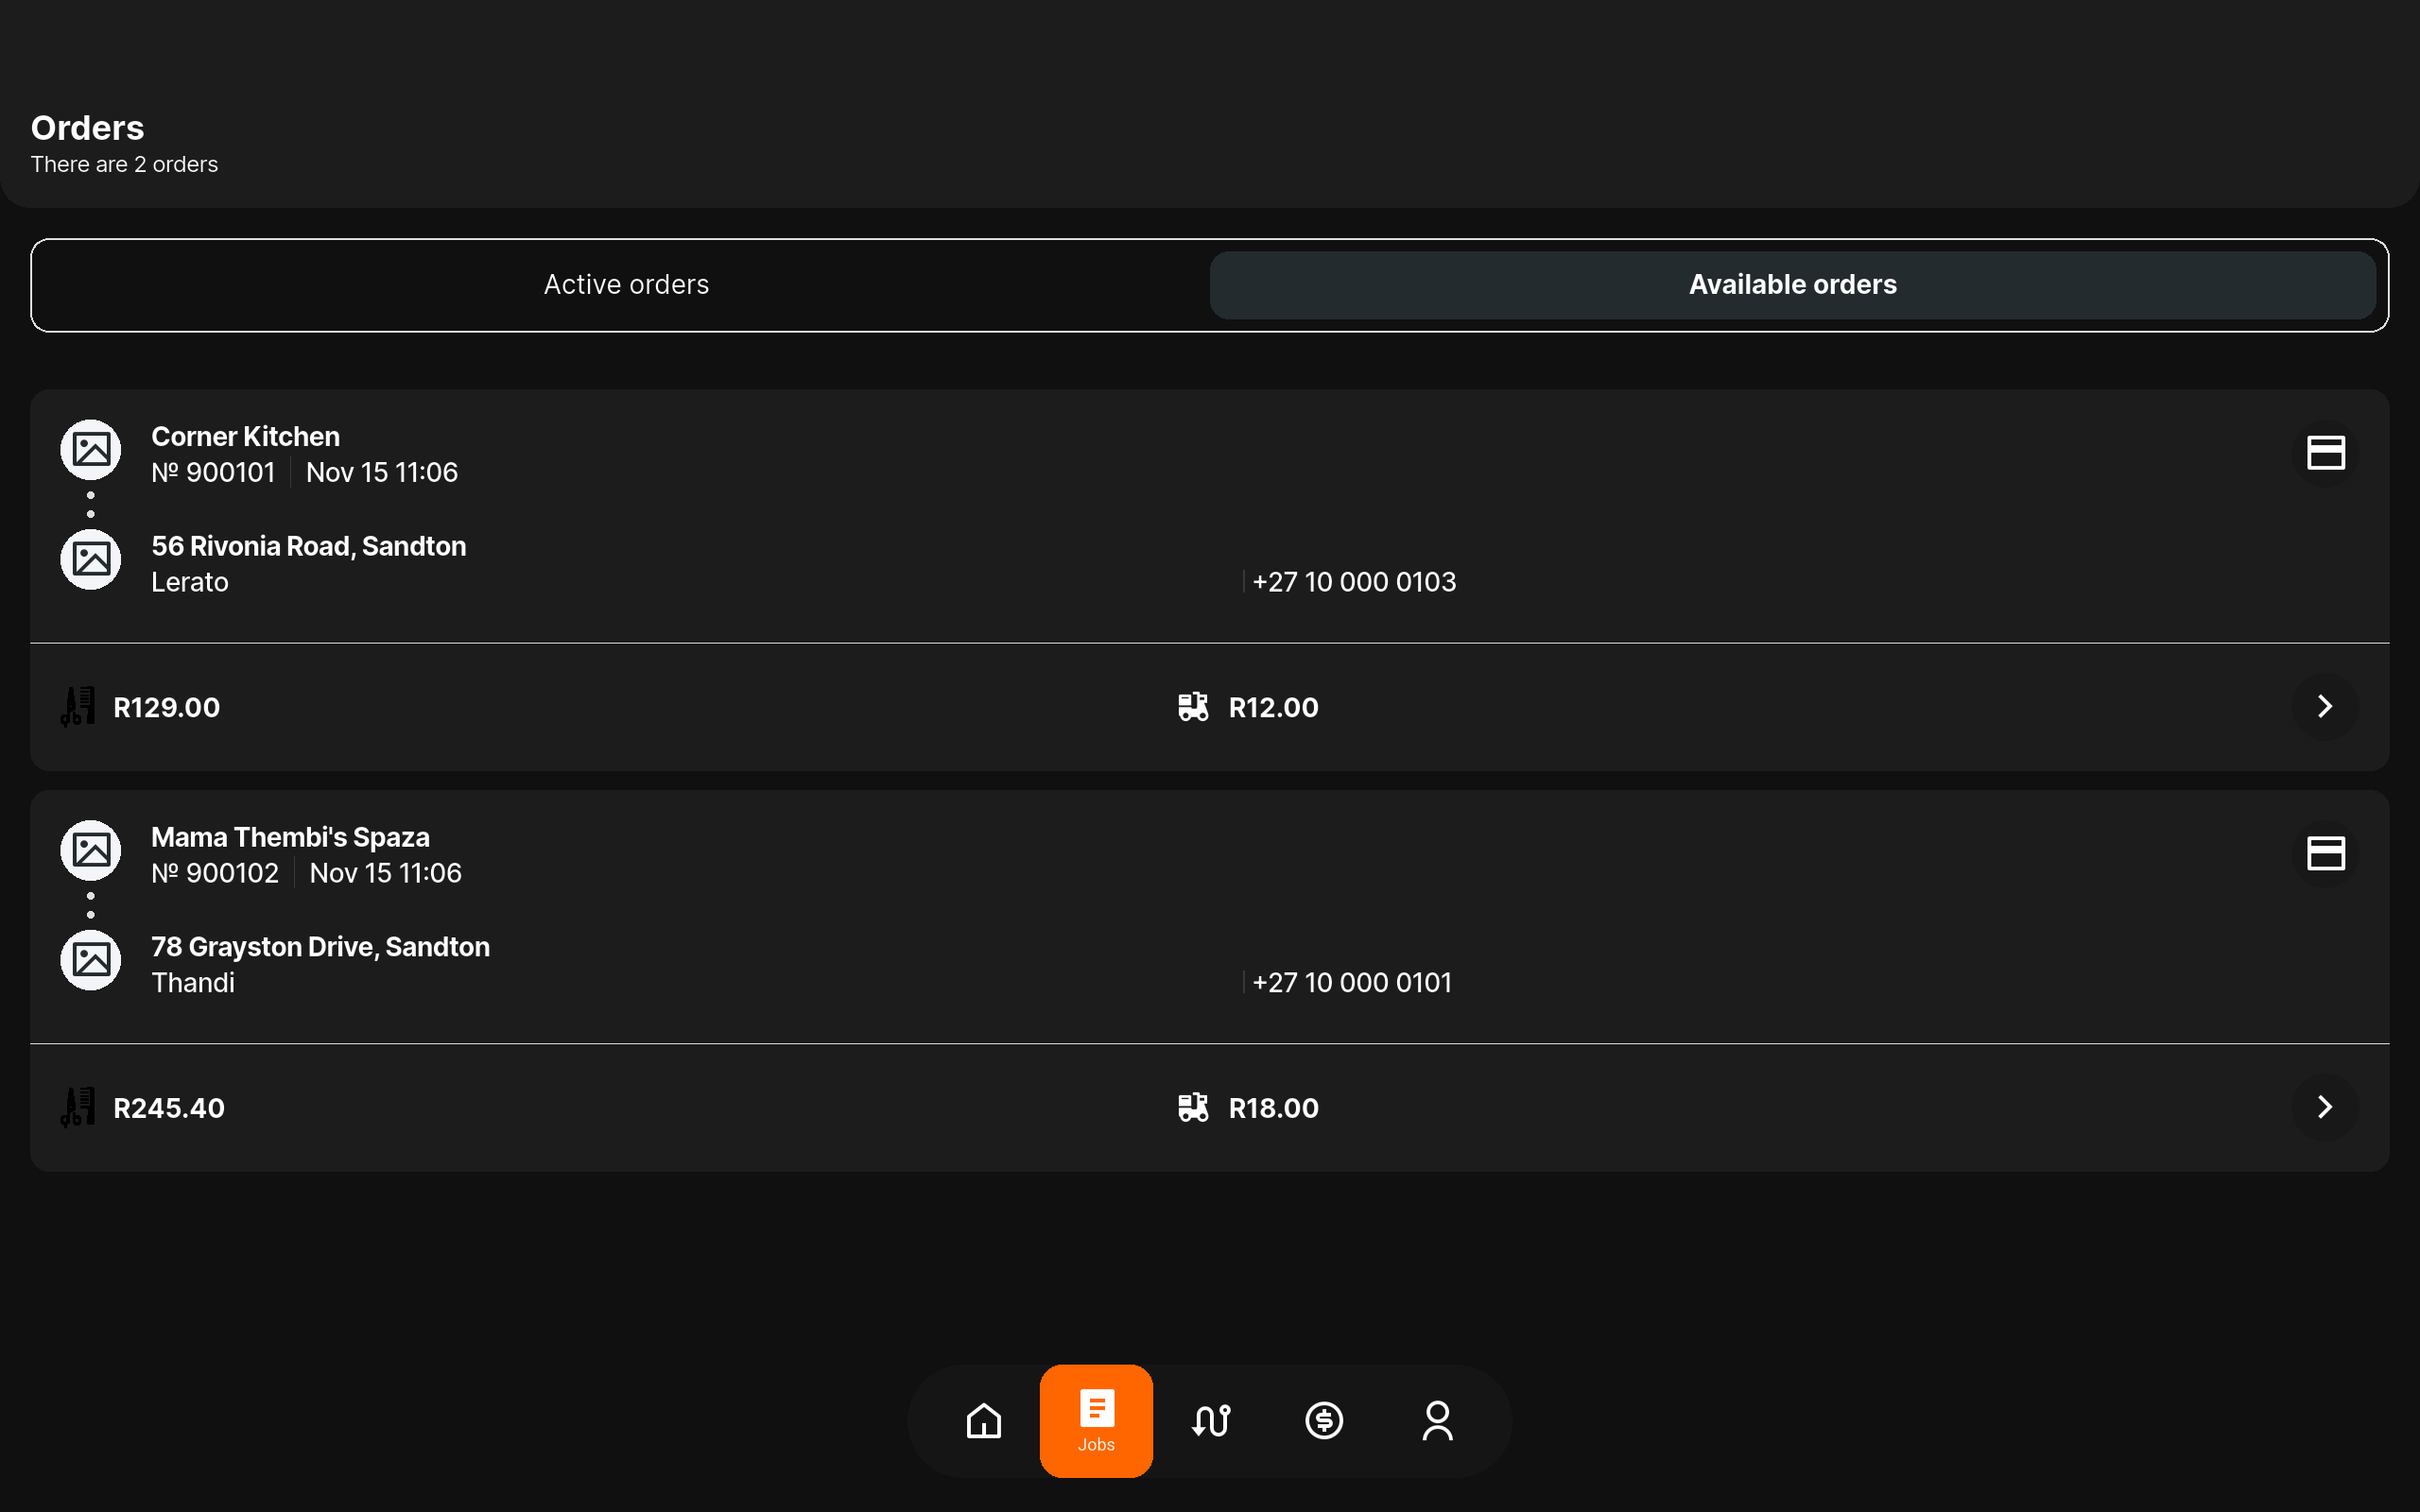 Orders
There are 2 orders
Active orders
Available orders
Corner Kitchen
№ 900101 Nov 15 11:06
56 Rivonia Road, Sandton
Lerato +27 10 000 0103
R129.00 R12.00
Mama Thembi's Spaza
№ 900102 Nov 15 11:06
78 Grayston Drive, Sandton
Thandi +27 10 000 0101
R245.40 R18.00
Jobs